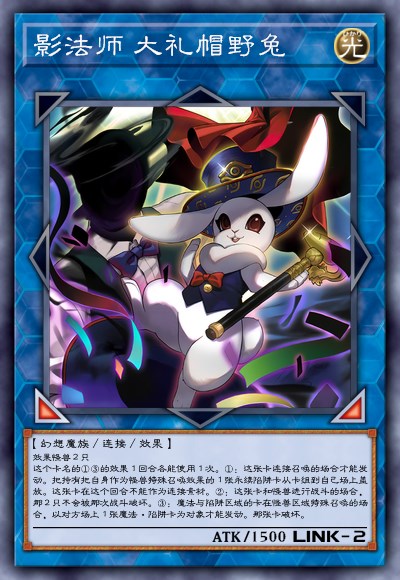 影法师 大礼帽野兔
光
【幻想魔族／连接／效果】
效果怪兽2只
这个卡名的①③的效果1回合各能使用1次。①：这张卡连接召唤的场合才能发
动。把持有把自身作为怪兽特殊召唤效果的1张永续陷阱卡从卡组到自己场上盖
放。这张卡在这个回合不能作为连接素材。②：这张卡和怪兽进行战斗的场合，
那2只不会被那次战斗破坏。③：魔法与陷阱区域的卡在怪兽区域特殊召唤的场
合，以对方场上1张魔法·陷阱卡为对象才能发动。那张卡破坏。
ATK/1500 LINK-2